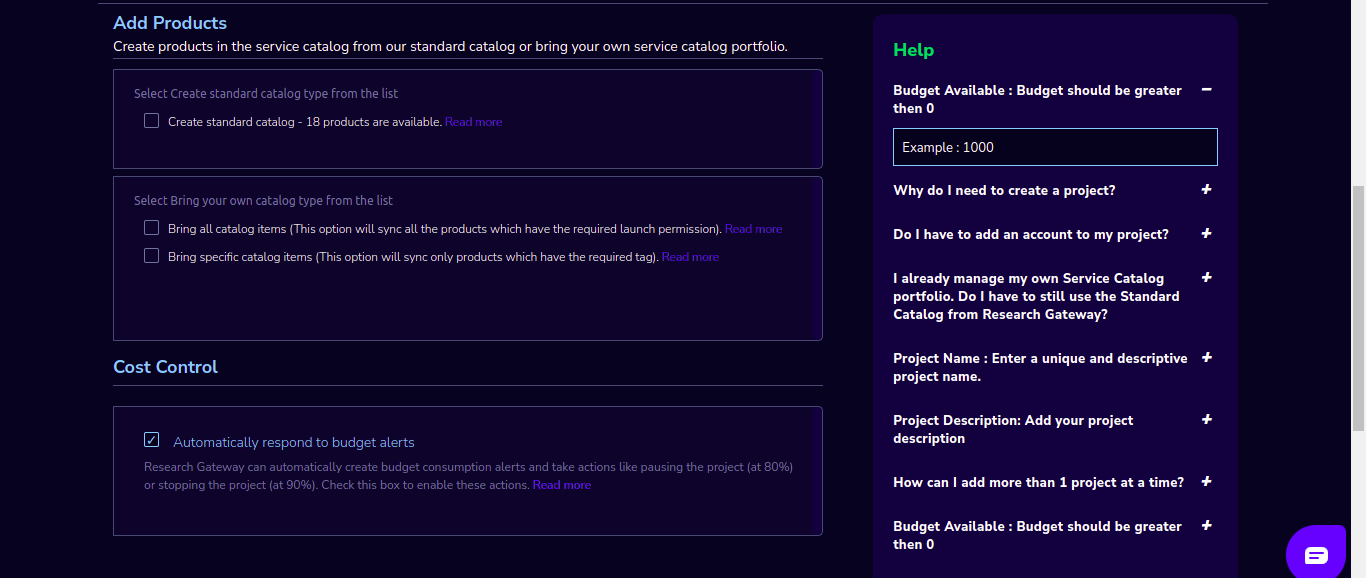 Add Products
Create products in the service catalog from our standard catalog or bring your own service catalog portfolio.
Select Create standard catalog type from the list
Create standard catalog - 18 products are available. Read more
Select Bring your own catalog type from the list
Bring all catalog items (This option will sync all the products which have the required launch permission). Read more
Bring specific catalog items (This option will sync only products which have the required tag). Read more
Cost Control
Automatically respond to budget alerts
Research Gateway can automatically create budget consumption alerts and take actions like pausing the project (at 80%)
or stopping the project (at 90%). Check this box to enable these actions. Read more
Help
Budget Available : Budget should be greater
then 0
Example : 1000
Why do I need to create a project?
Do I have to add an account to my project?
I already manage my own Service Catalog
portfolio. Do I have to still use the Standard
Catalog from Research Gateway?
Project Name : Enter a unique and descriptive
project name.
Project Description: Add your project
description
How can I add more than 1 project at a time?
Budget Available : Budget should be greater
then 0